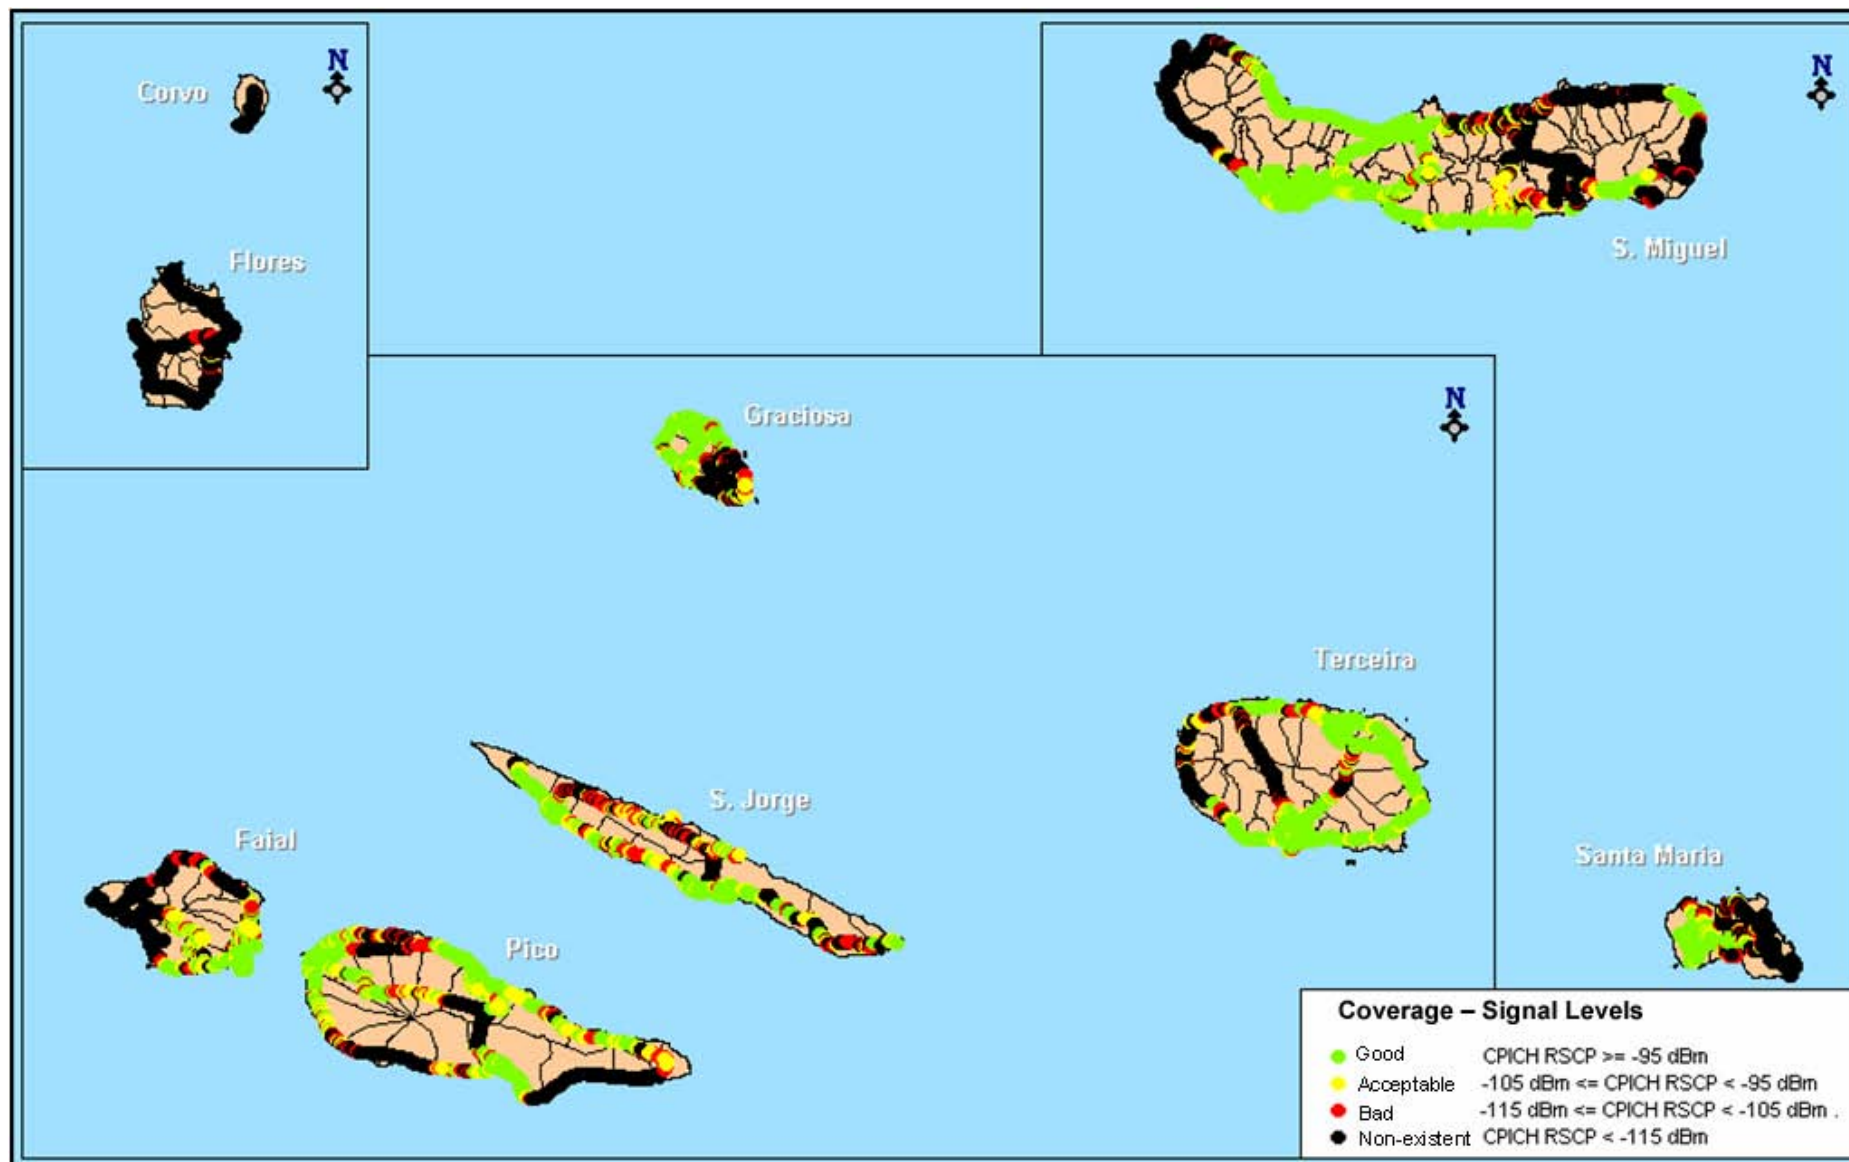 N
N
Corvo
Flores
S. Miguel
N
Graciosa
Terceira
S. Jorge
Faial
Santa Maria
Pico
Coverage – Signal Levels
Good CPICH RSCP >= -95 dBm
Acceptable -105 dBm <= CPICH RSCP < -95 dBm
Bad -115 dBm <= CPICH RSCP < -105 dBm .
Non-existent CPICH RSCP < -115 dBm